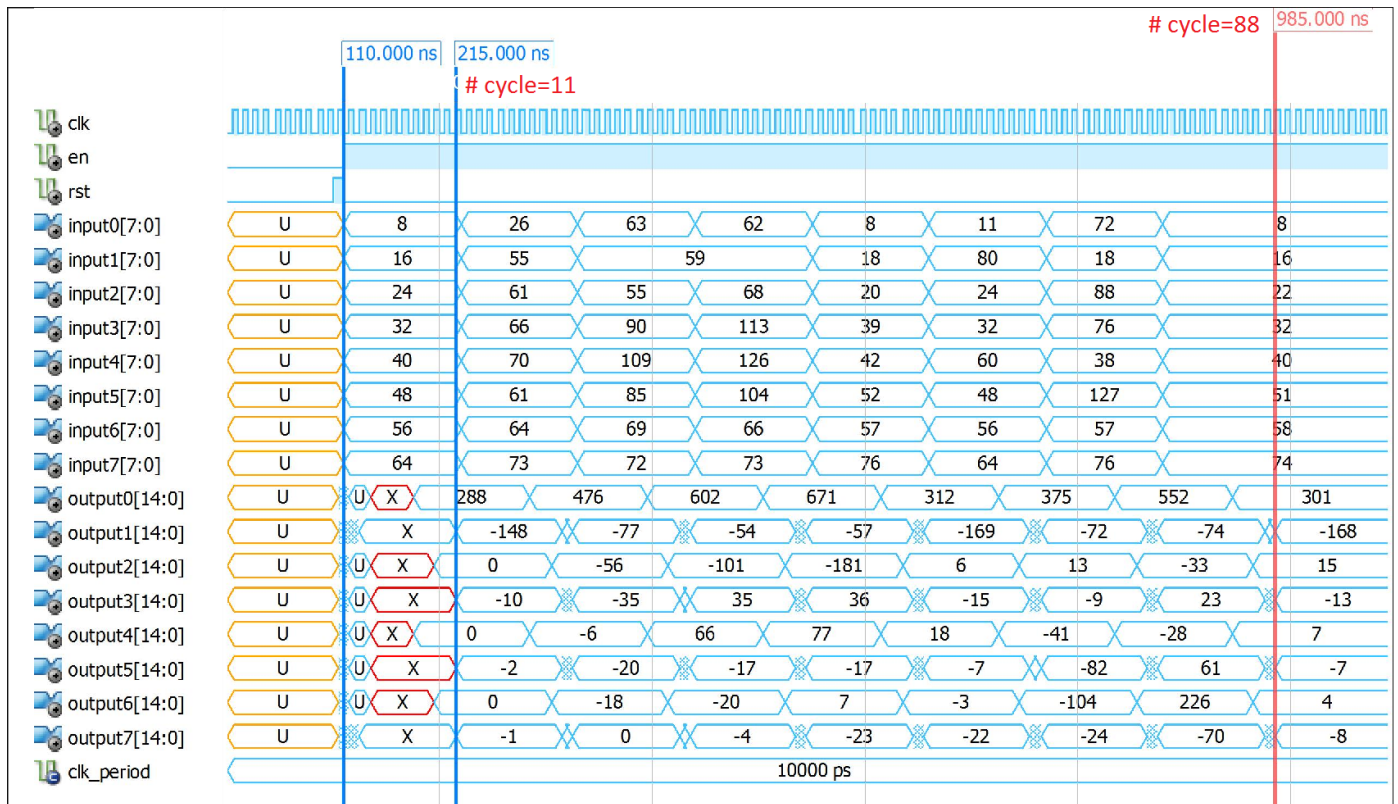 # cycle=88 985.000 ns
110.000 ns 215.000 ns
# cycle=11
clk
en
rst
input0[7:0] U 8 26 63 62 8 11 72 8
input1[7:0] U 16 55 59 18 80 18 16
input2[7:0] U 24 61 55 68 20 24 88 22
input3[7:0] U 32 66 90 113 39 32 76 32
input4[7:0] U 40 70 109 126 42 60 38 40
input5[7:0] U 48 61 85 104 52 48 127 51
input6[7:0] U 56 64 69 66 57 56 57 58
input7[7:0] U 64 73 72 73 76 64 76 74
output0[14:0] U U X 288 476 602 671 312 375 552 301
output1[14:0] U X -148 -77 -54 -57 -169 -72 -74 -168
output2[14:0] U U X 0 -56 -101 -181 6 13 -33 15
output3[14:0] U U X -10 -35 35 36 -15 -9 23 -13
output4[14:0] U U X 0 -6 66 77 18 -41 -28 7
output5[14:0] U U X -2 -20 -17 -17 -7 -82 61 -7
output6[14:0] U U X 0 -18 -20 7 -3 -104 226 4
output7[14:0] U X -1 0 -4 -23 -22 -24 -70 -8
clk_period 10000 ps